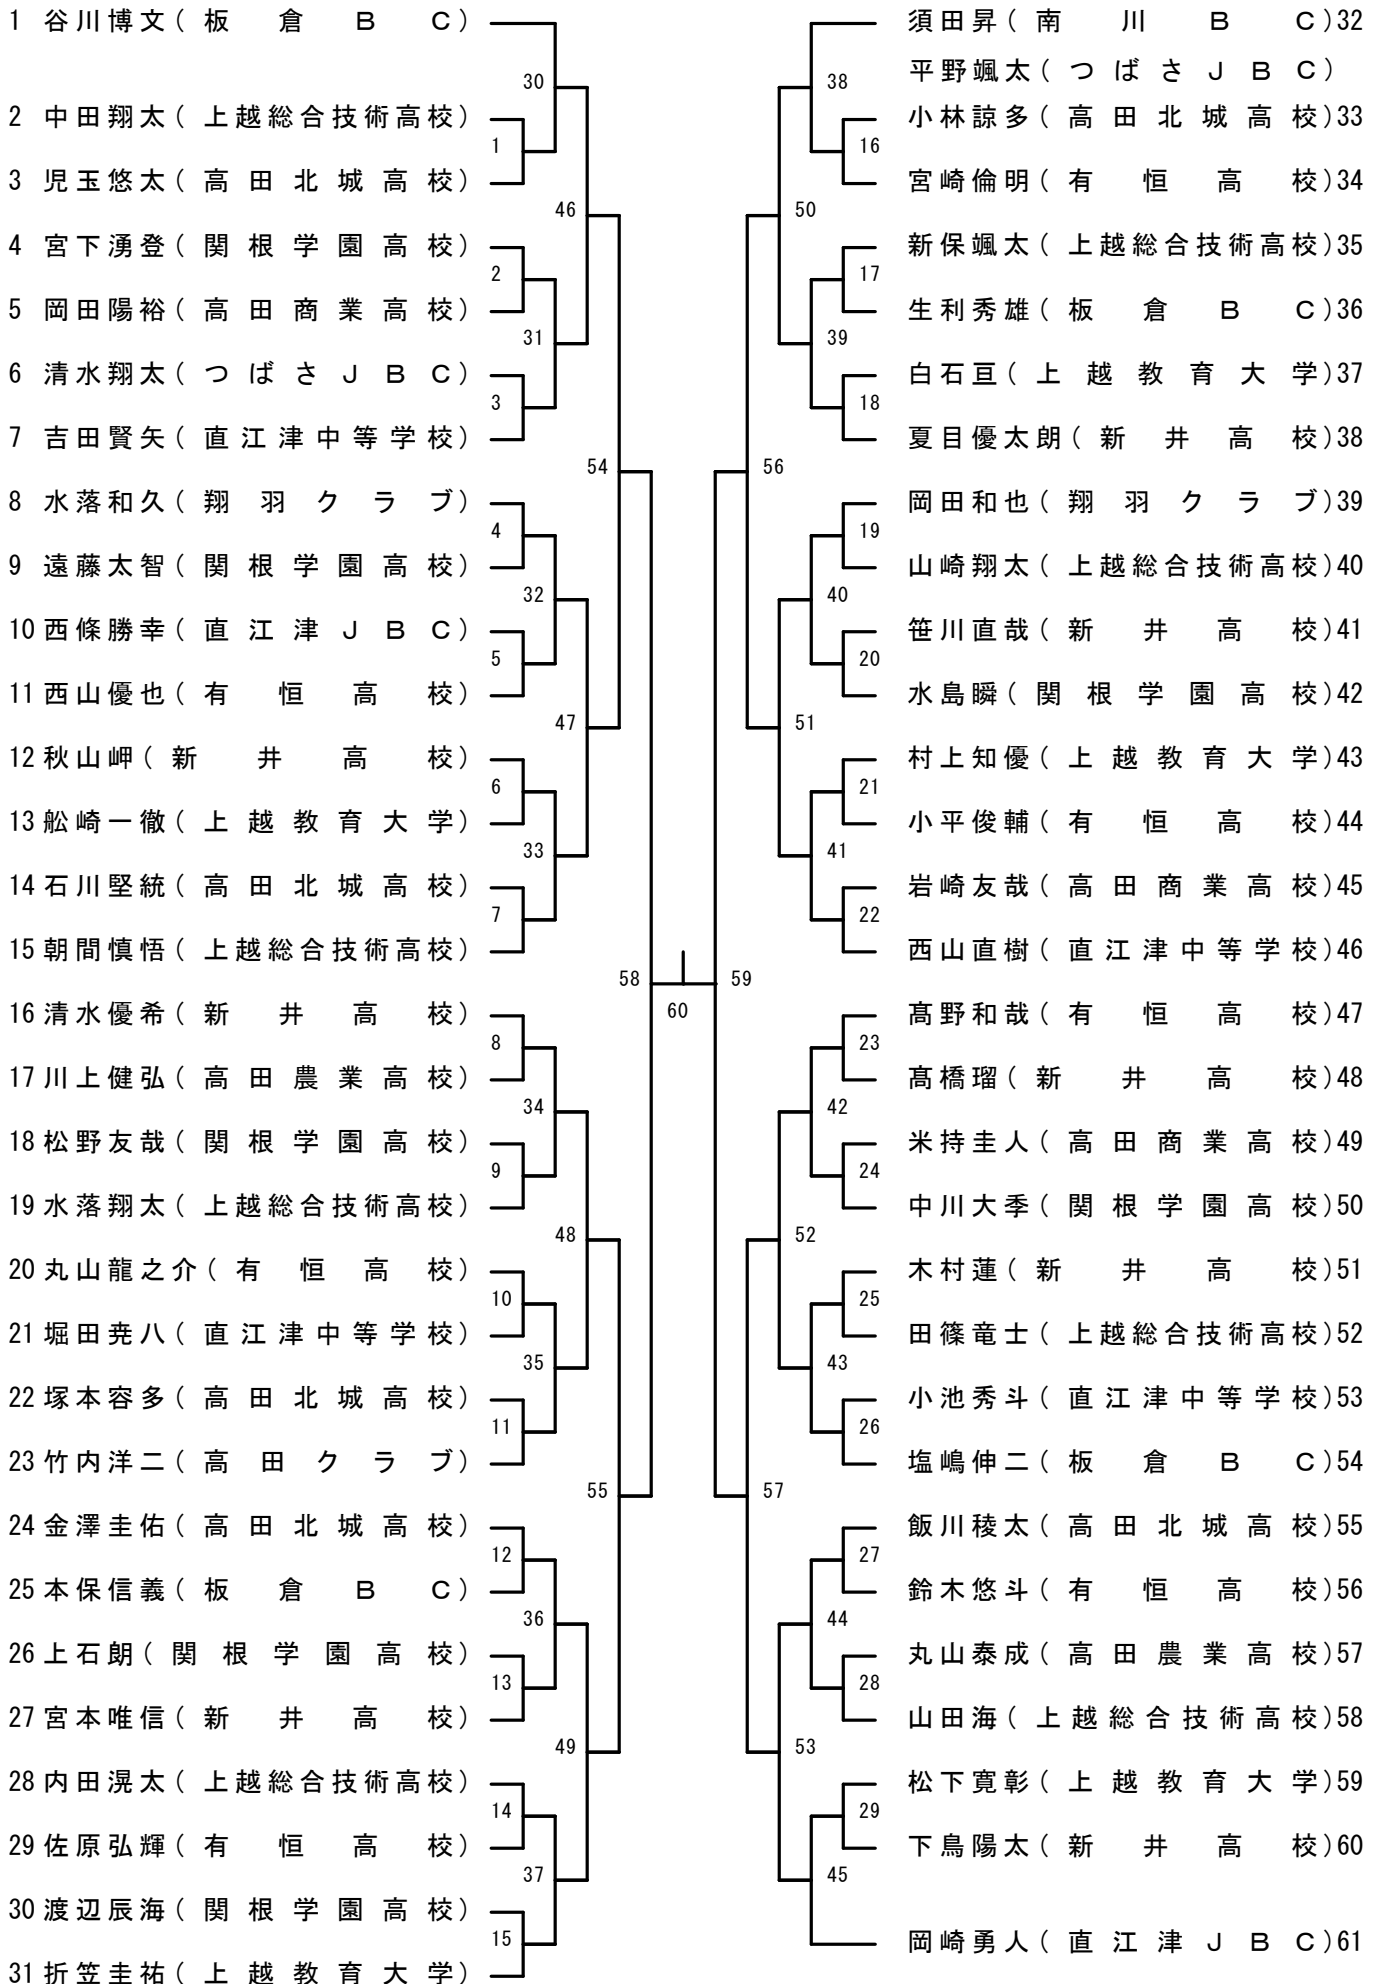 1 谷川博文(板倉BC)
2 中田翔太(上越総合技術高校)
3 児玉悠太(高田北城高校)
4 宮下湧登(関根学園高校)
5 岡田陽裕(高田商業高校)
6 清水翔太(つばさJBC)
7 吉田賢矢(直江津中等学校)
8 水落和久(翔羽クラブ)
9 遠藤太智(関根学園高校)
10 西條勝幸(直江津JBC)
11 西山優也(有恒高校)
12 秋山岬(新井高校)
13 舩崎一徹(上越教育大学)
14 石川堅統(高田北城高校)
15 朝間慎悟(上越総合技術高校)
16 清水優希(新井高校)
17 川上健弘(高田農業高校)
18 松野友哉(関根学園高校)
19 水落翔太(上越総合技術高校)
20 丸山龍之介(有恒高校)
21 堀田尭八(直江津中等学校)
22 塚本容多(高田北城高校)
23 竹内洋二(高田クラブ)
24 金澤圭佑(高田北城高校)
25 本保信義(板倉BC)
26 上石朗(関根学園高校)
27 宮本唯信(新井高校)
28 内田滉太(上越総合技術高校)
29 佐原弘輝(有恒高校)
30 渡辺辰海(関根学園高校)
31 折笠圭祐(上越教育大学)
1
2
3
4
5
6
7
8
9
10
11
12
13
14
15
30
31
32
33
34
35
36
37
46
47
48
49
54
55
58
60
59
56
57
50
51
52
53
38
39
40
41
42
43
44
45
16
17
18
19
20
21
22
23
24
25
26
27
28
29
須田昇(南川BC)32
平野颯太(つばさJBC)
小林諒多(高田北城高校)33
宮崎倫明(有恒高校)34
新保颯太(上越総合技術高校)35
生利秀雄(板倉BC)36
白石亘(上越教育大学)37
夏目優太朗(新井高校)38
岡田和也(翔羽クラブ)39
山崎翔太(上越総合技術高校)40
笹川直哉(新井高校)41
水島瞬(関根学園高校)42
村上知優(上越教育大学)43
小平俊輔(有恒高校)44
岩崎友哉(高田商業高校)45
西山直樹(直江津中等学校)46
髙野和哉(有恒高校)47
髙橋瑠(新井高校)48
米持圭人(高田商業高校)49
中川大季(関根学園高校)50
木村蓮(新井高校)51
田篠竜士(上越総合技術高校)52
小池秀斗(直江津中等学校)53
塩嶋伸二(板倉BC)54
飯川稜太(高田北城高校)55
鈴木悠斗(有恒高校)56
丸山泰成(高田農業高校)57
山田海(上越総合技術高校)58
松下寛彰(上越教育大学)59
下鳥陽太(新井高校)60
岡崎勇人(直江津JBC)61